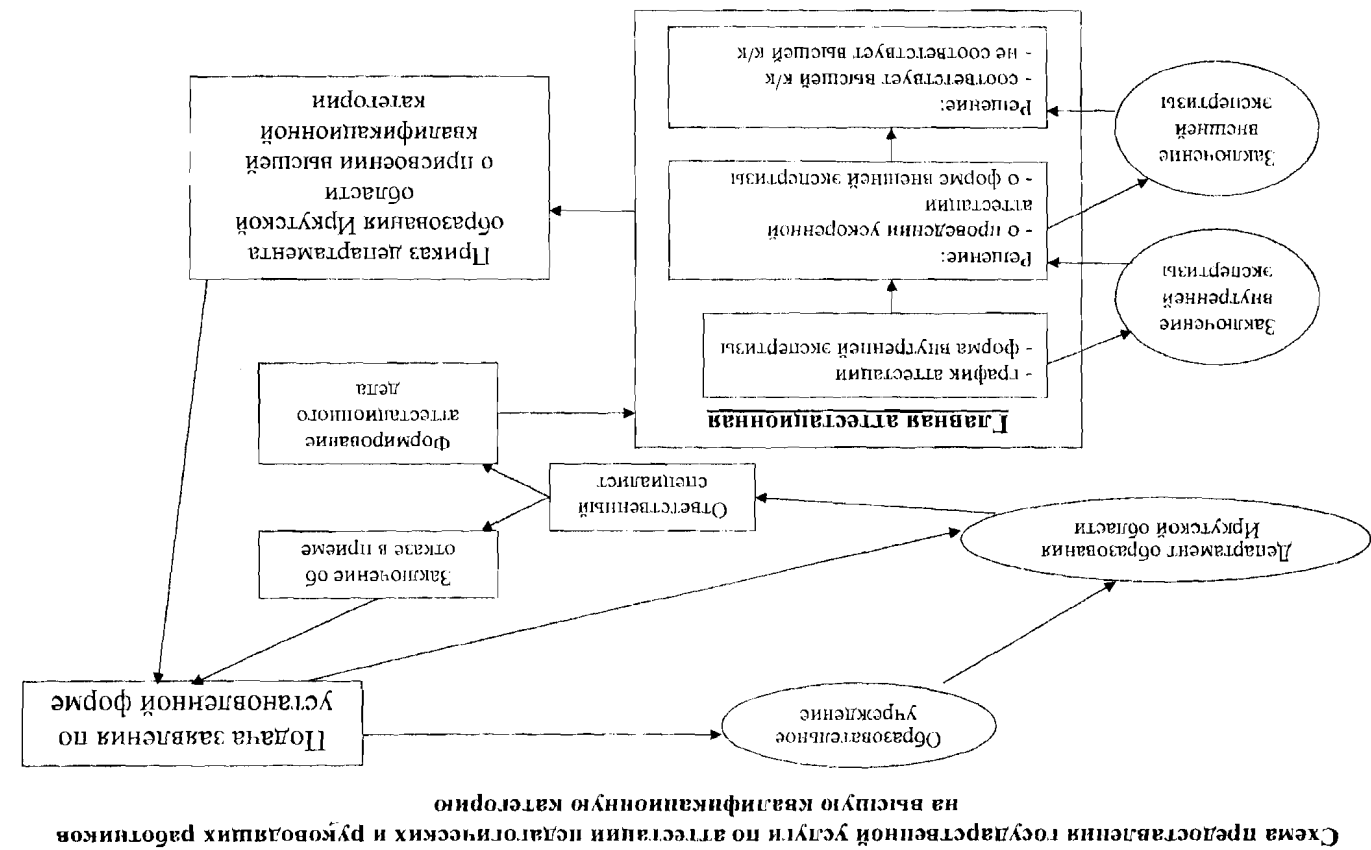 Схема предоставления государственной услуги по аттестации педагогических и руководящих работников
на высшую квалификационную категорию
Подача заявления по
установленной форме
Образовательное
учреждение
Департамент образования
Иркутской области
Ответственный
специалист
Заключение об
отказе в приеме
Формирование
аттестационного
дела
Главная аттестационная
- график аттестации
- форма внутренней экспертизы
Заключение
внутренней
экспертизы
Решение:
- о проведении ускоренной
аттестации
- о форме внешней экспертизы
Заключение
внешней
экспертизы
Решение:
- соответствует высшей к/к
- не соответствует высшей к/к
Приказ департамента
образования Иркутской
области
о присвоении высшей
квалификационной
категории